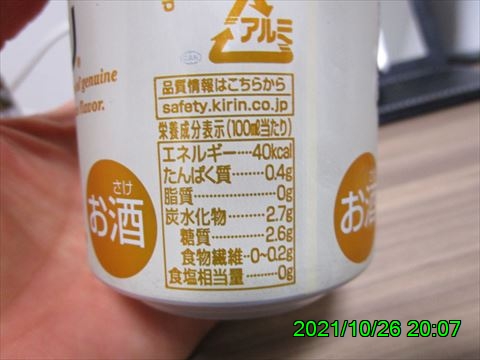 アルミ
genuine
flavor.
品質情報はこちらから
safety.kirin.co.jp
栄養成分表示(100㎖当たり)
エネルギー····40kcal
たんぱく質········0.4g
脂質··············0g
炭水化物·······2.7g
糖質············2.6g
食物繊維··0~0.2g
食塩相当量········0g
さけ
お酒
お酒
2021/10/26 20:07